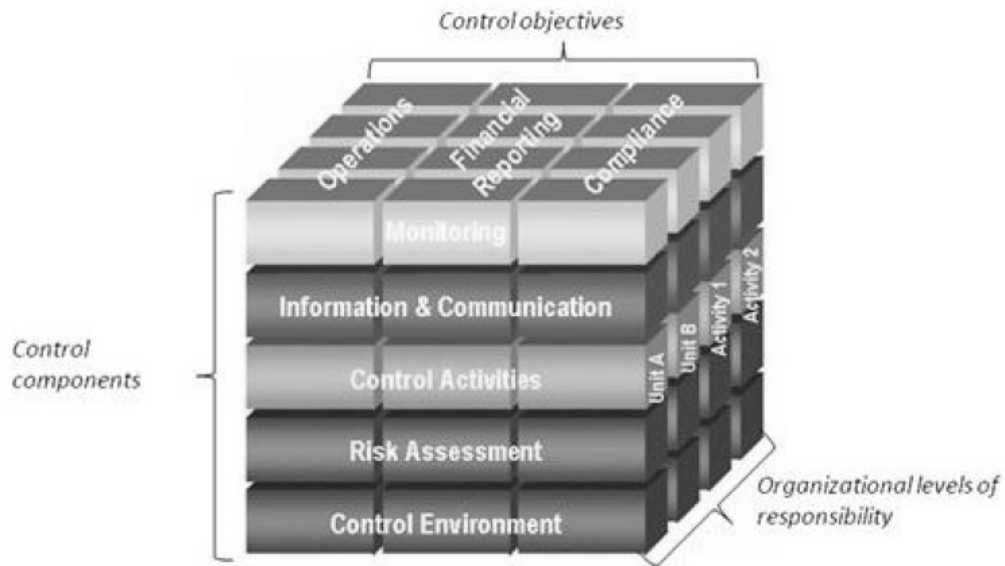 Control objectives
Operations
Financial
Reporting
Compliance
Monitoring
Information & Communication
Control Activities
Risk Assessment
Control Environment
Unit A
Unit B
Activity 1
Activity 2
Control
components
Organizational levels of
responsibility